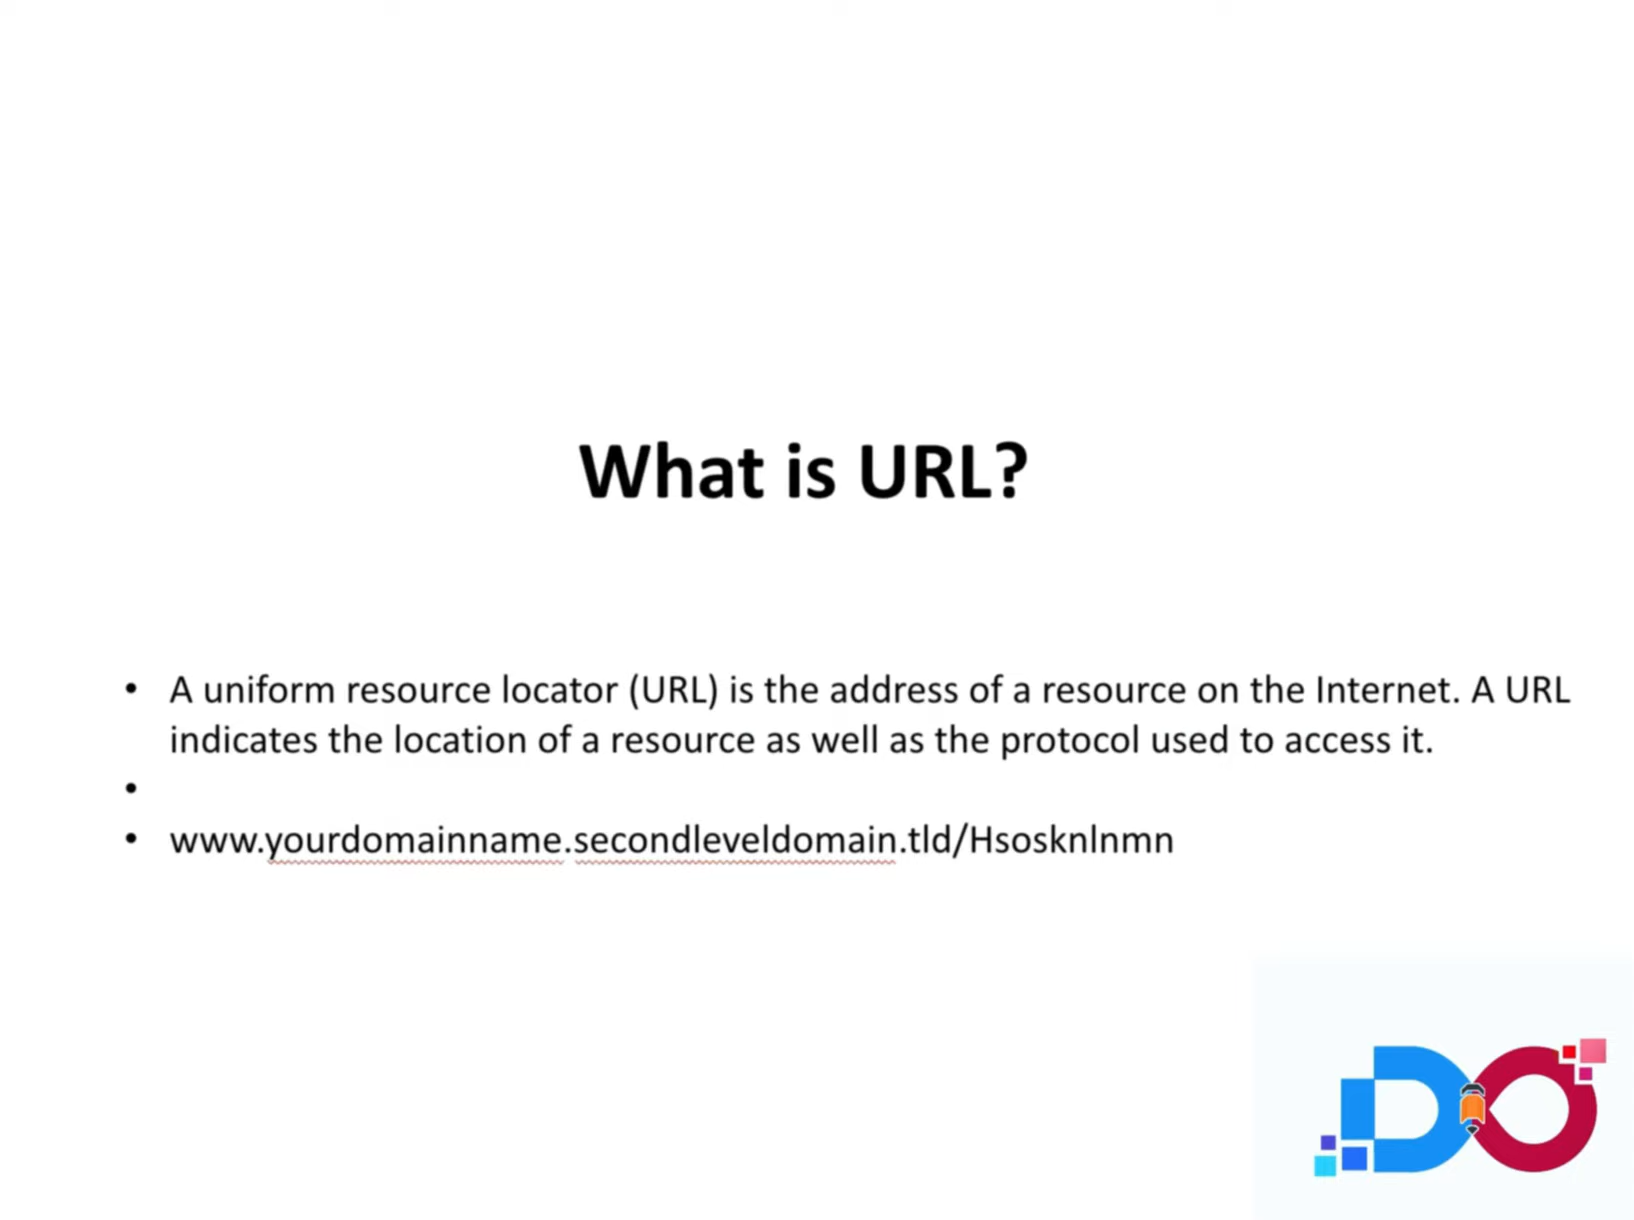 What is URL?
• A uniform resource locator (URL) is the address of a resource on the Internet. A URL
indicates the location of a resource as well as the protocol used to access it.
•
• www.yourdomainname.secondleveldomain.tld/Hsosknlnmn
DO